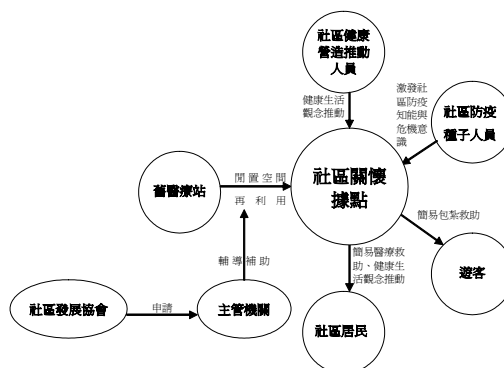 社區健康
營造推動
人員
健康生活
觀念推動
激發社
區防疫
知能與
危機意
識
社區防疫
種子人員
舊醫療站
閒置空間
再利用
社區關懷
據點
簡易包紮救助
遊客
輔導補助
簡易醫療救
助、健康生
活觀念推動
社區發展協會
申請
主管機關
社區居民